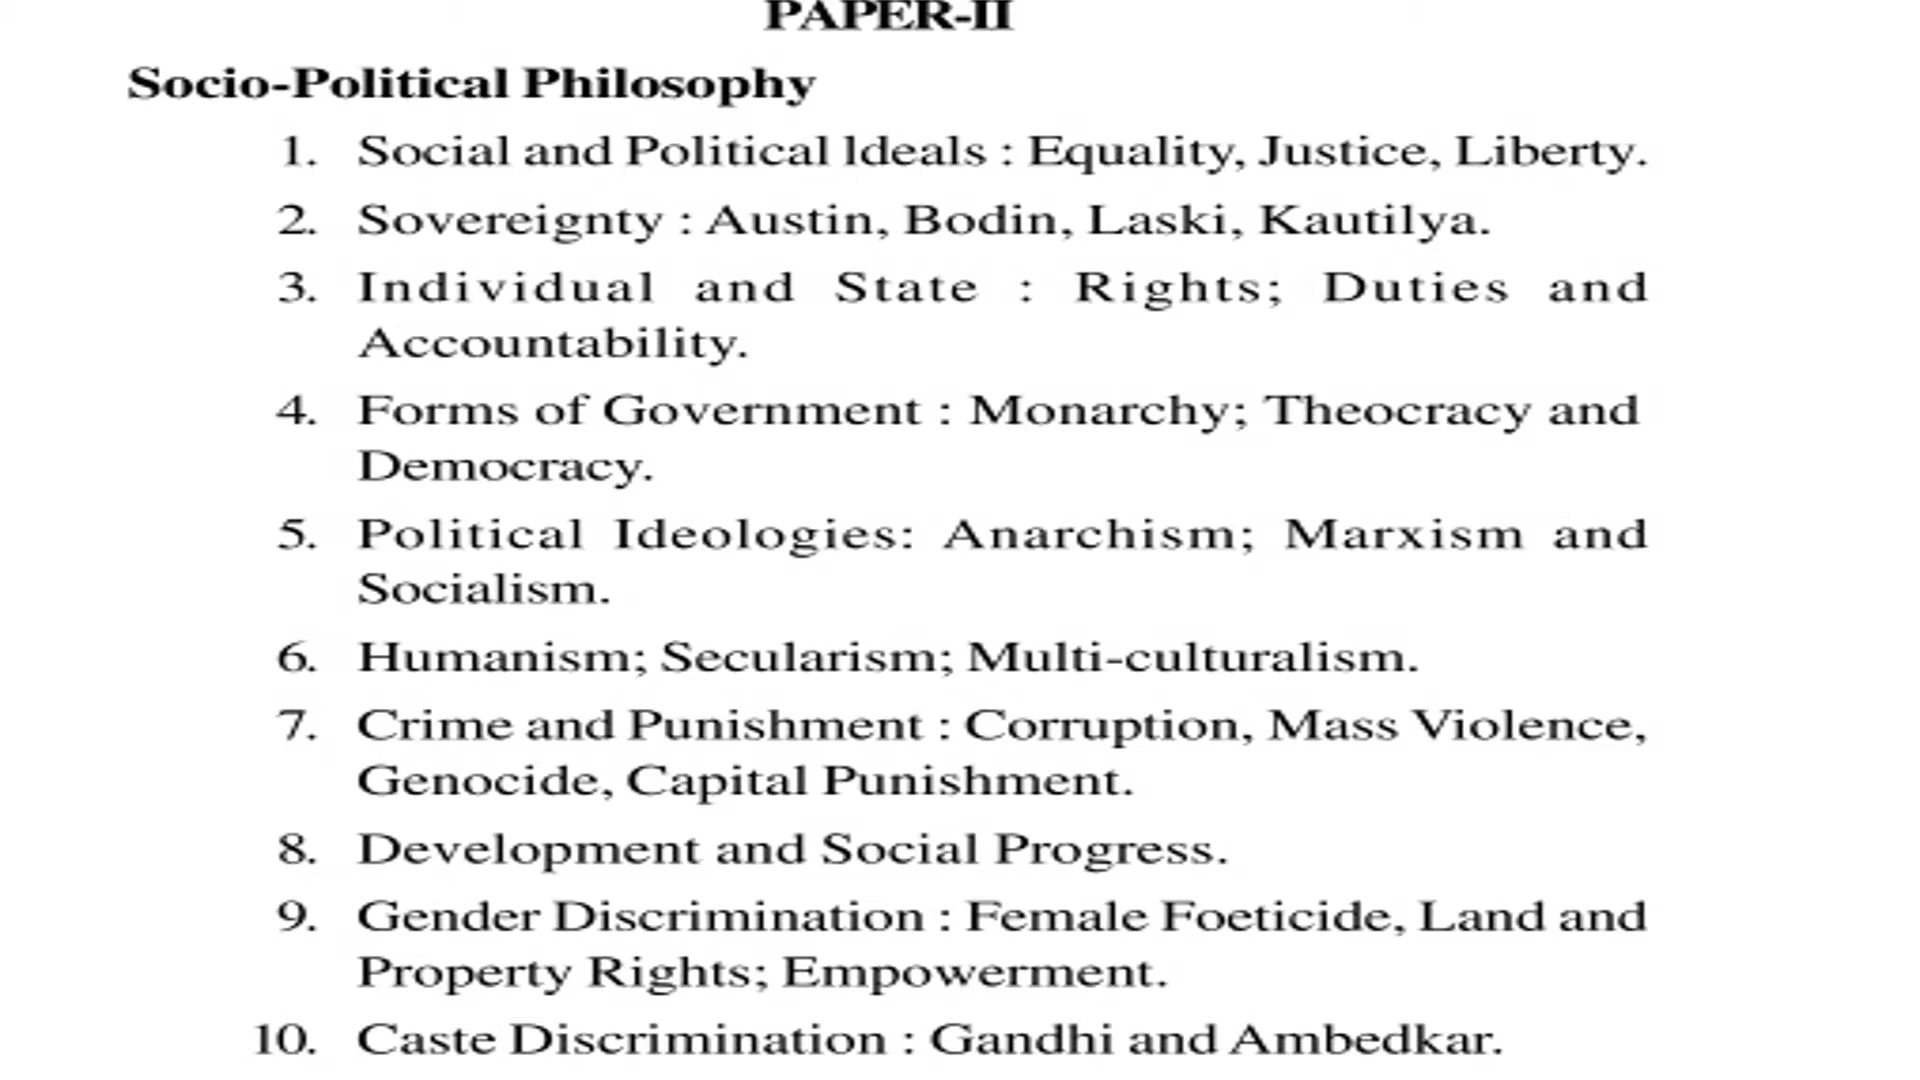 PAPER-II
Socio-Political Philosophy
1. Social and Political Ideals : Equality, Justice, Liberty.
2. Sovereignty : Austin, Bodin, Laski, Kautilya.
3. Individual and State : Rights; Duties and
Accountability.
4. Forms of Government : Monarchy; Theocracy and
Democracy.
5. Political Ideologies: Anarchism; Marxism and
Socialism.
6. Humanism; Secularism; Multi-culturalism.
7. Crime and Punishment : Corruption, Mass Violence,
Genocide, Capital Punishment.
8. Development and Social Progress.
9. Gender Discrimination : Female Foeticide, Land and
Property Rights; Empowerment.
10. Caste Discrimination : Gandhi and Ambedkar.